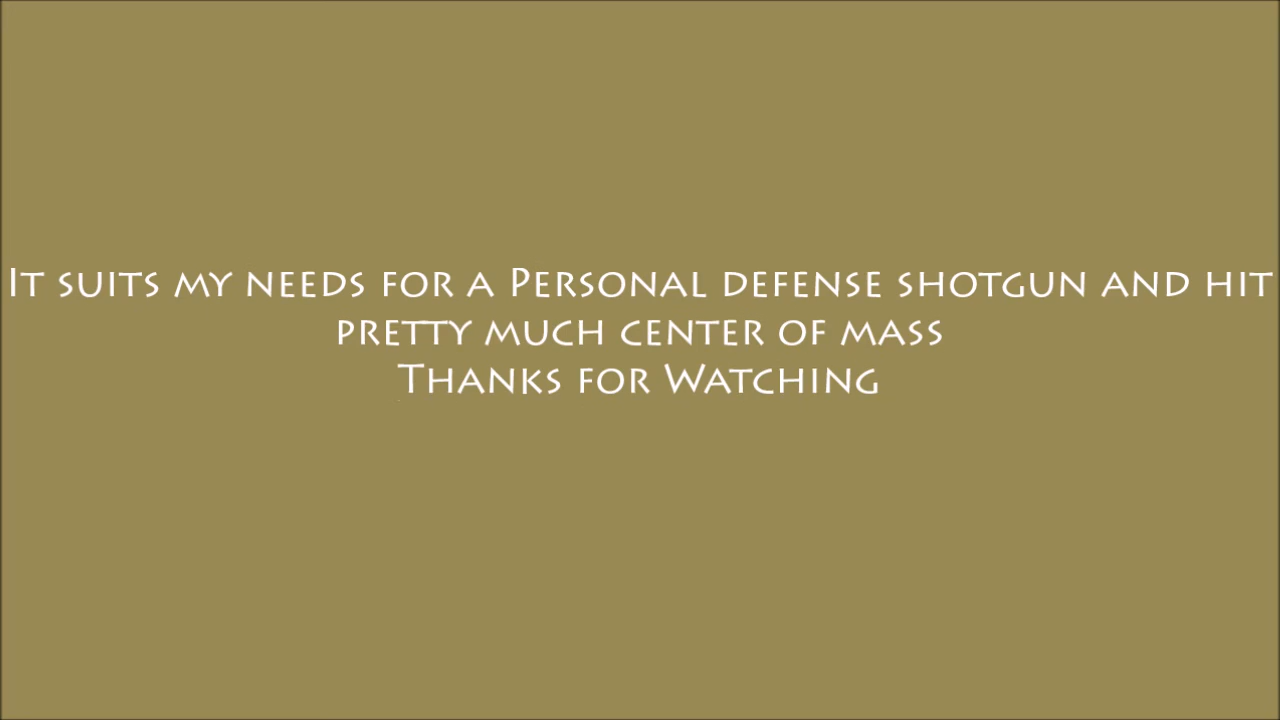 It suits my needs for a Personal defense shotgun and hit
pretty much center of mass
Thanks for Watching